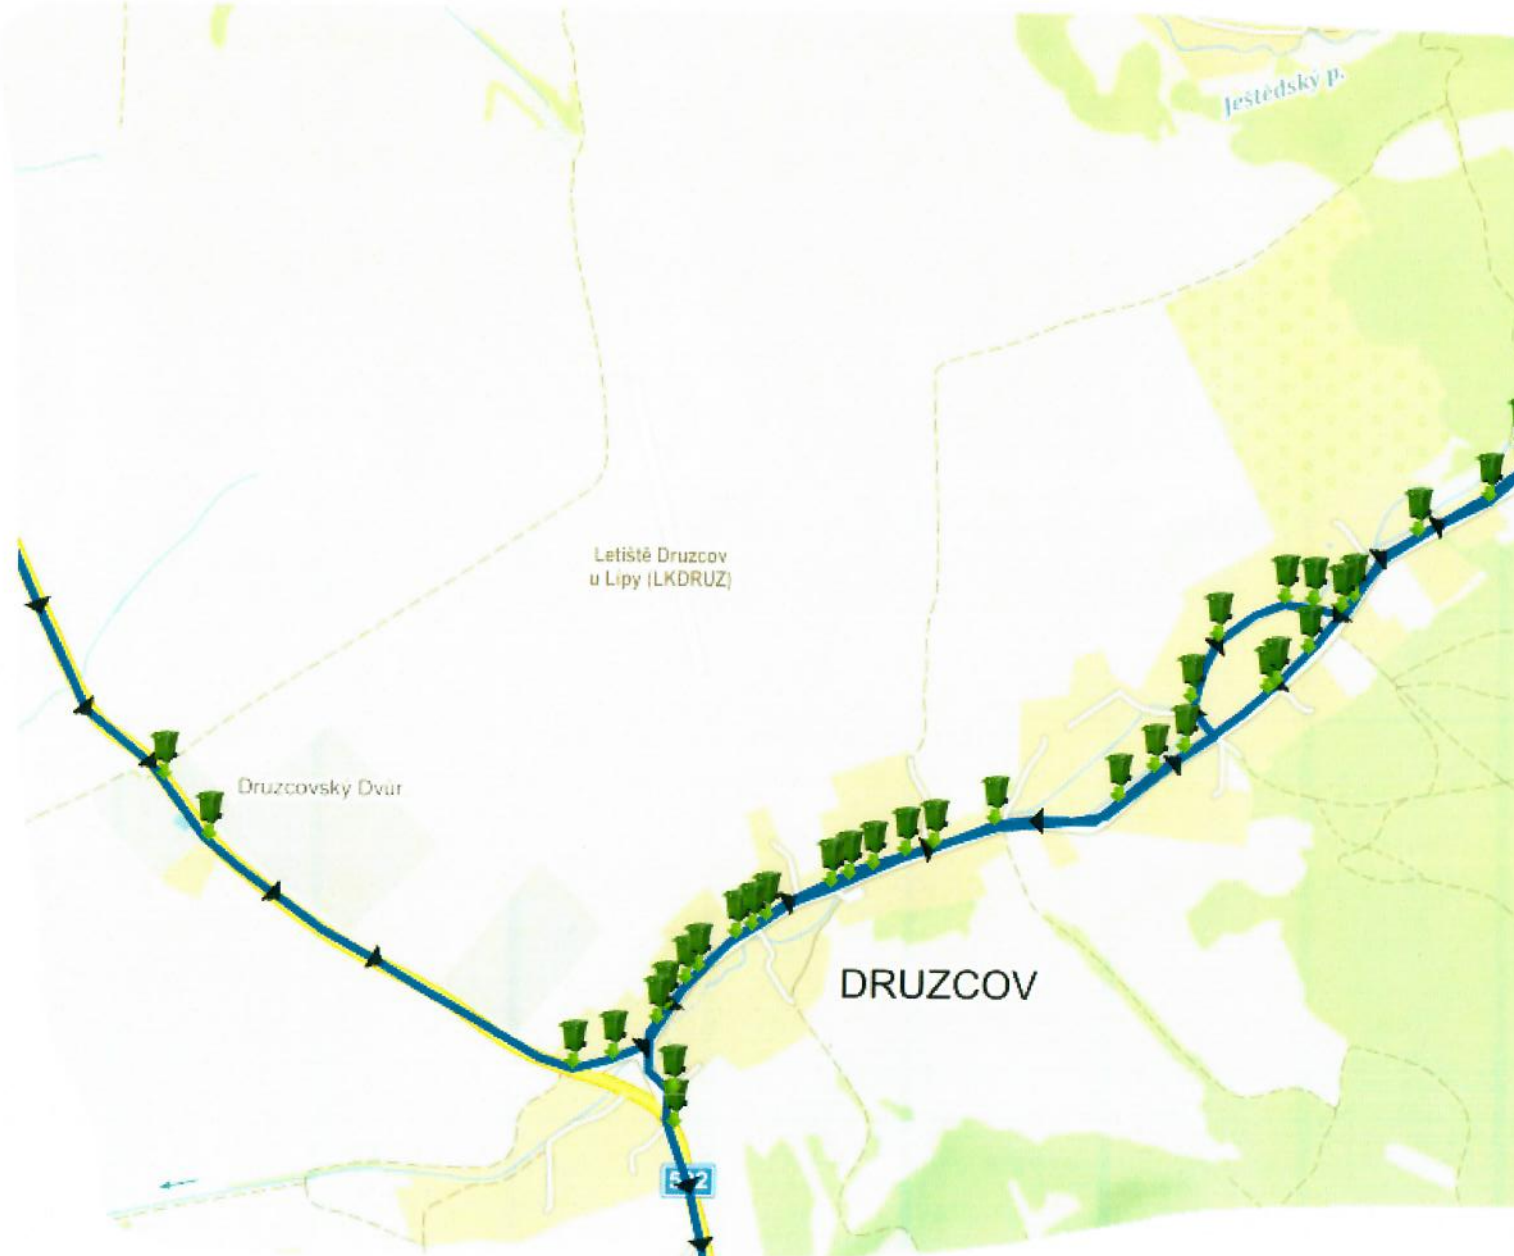 Ještědský p.
Letiště Druzcov
u Lípy (LKDRUZ)
Druzcovský Dvůr
DRUZCOV